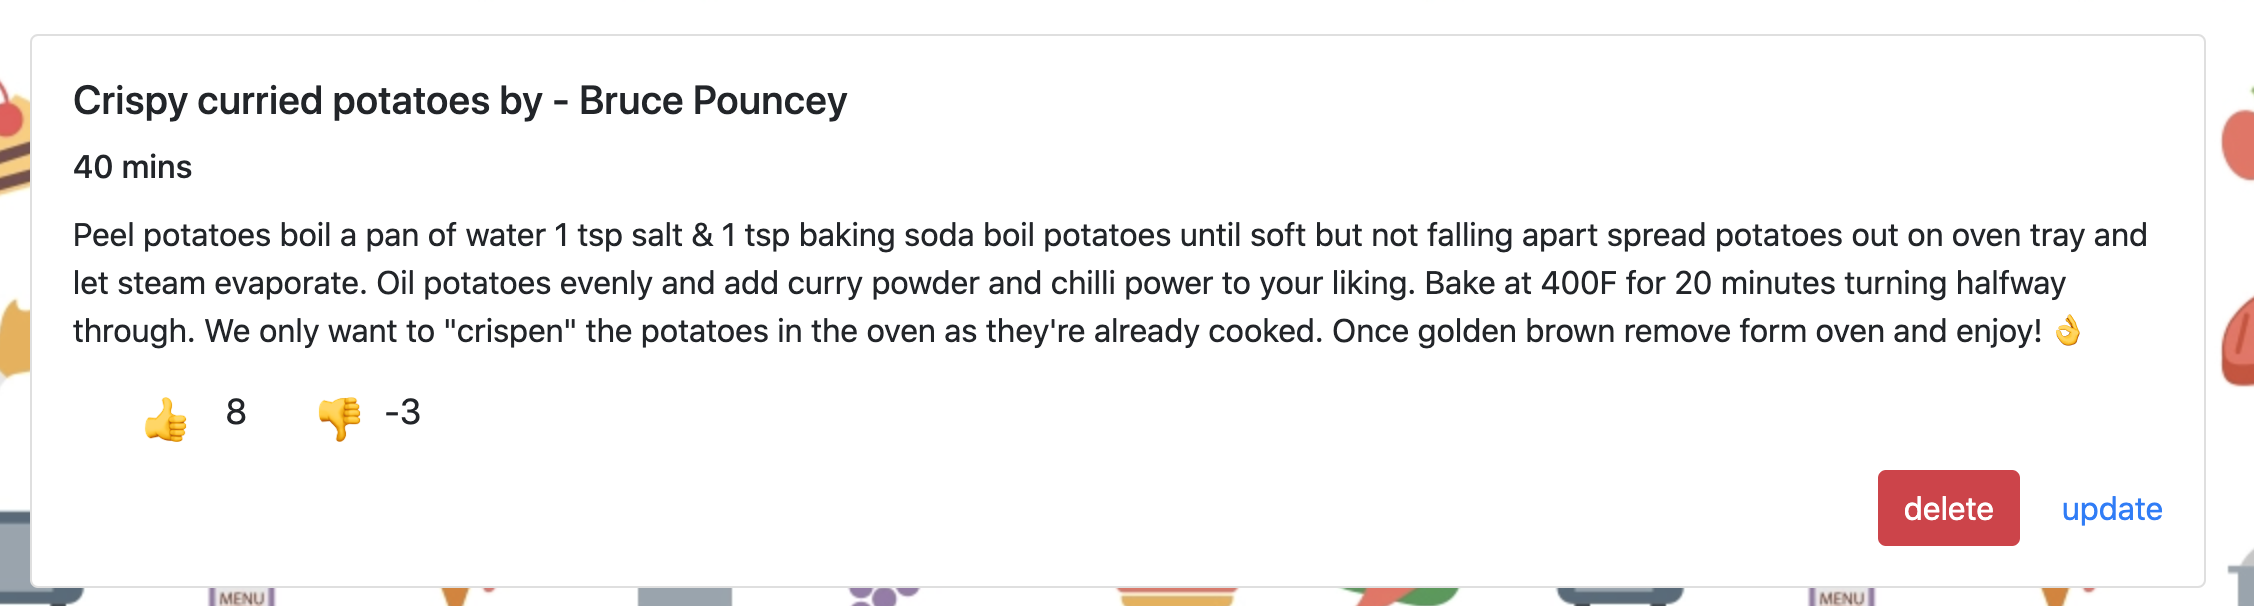 Crispy curried potatoes by - Bruce Pouncey
40 mins
Peel potatoes boil a pan of water 1 tsp salt & 1 tsp baking soda boil potatoes until soft but not falling apart spread potatoes out on oven tray and
let steam evaporate. Oil potatoes evenly and add curry powder and chilli power to your liking. Bake at 400F for 20 minutes turning halfway
through. We only want to "crispen" the potatoes in the oven as they're already cooked. Once golden brown remove form oven and enjoy! 👌
👍 8 👎 -3
delete update
MENU MENU